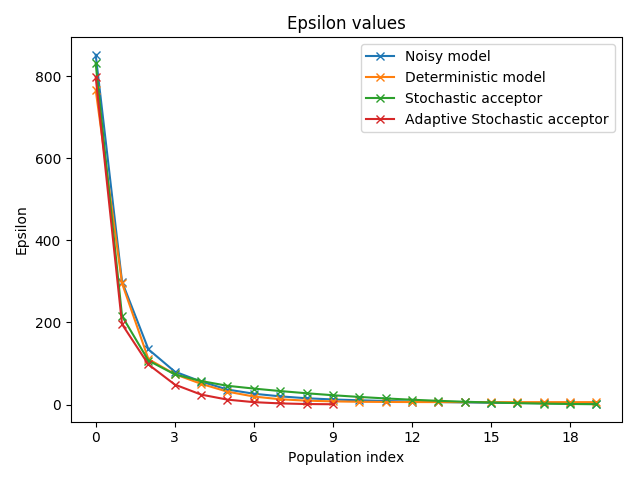 Epsilon values
Noisy model
Deterministic model
Stochastic acceptor
Adaptive Stochastic acceptor
Epsilon
800
600
400
200
0
0 3 6 9 12 15 18
Population index